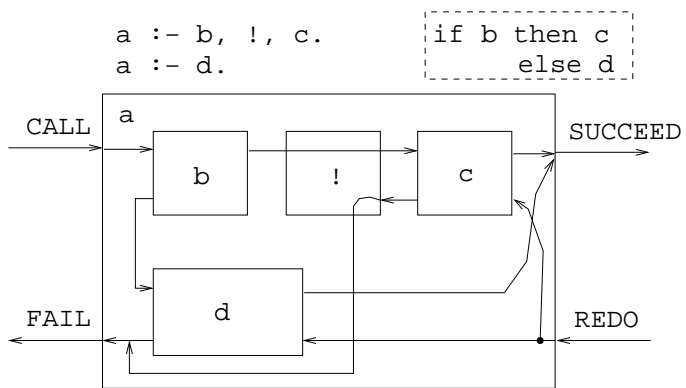 a :- b, !, c.
a :- d.
if b then c
else d
CALL
a
SUCCEED
b
!
c
d
FAIL
REDO